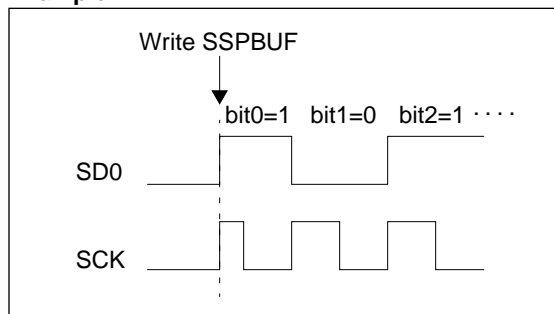 Write SSPBUF
bit0=1 bit1=0 bit2=1 ····
SD0
SCK